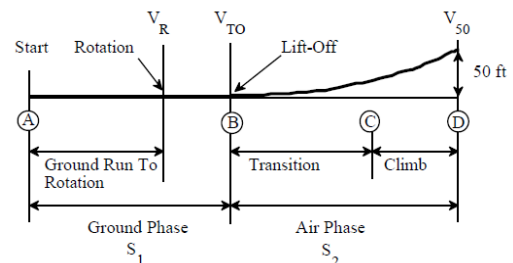 V_R V_TO V_50
Start Rotation Lift-Off
50 ft
A B C D
Ground Run To Rotation
Transition Climb
Ground Phase Air Phase
S_1 S_2